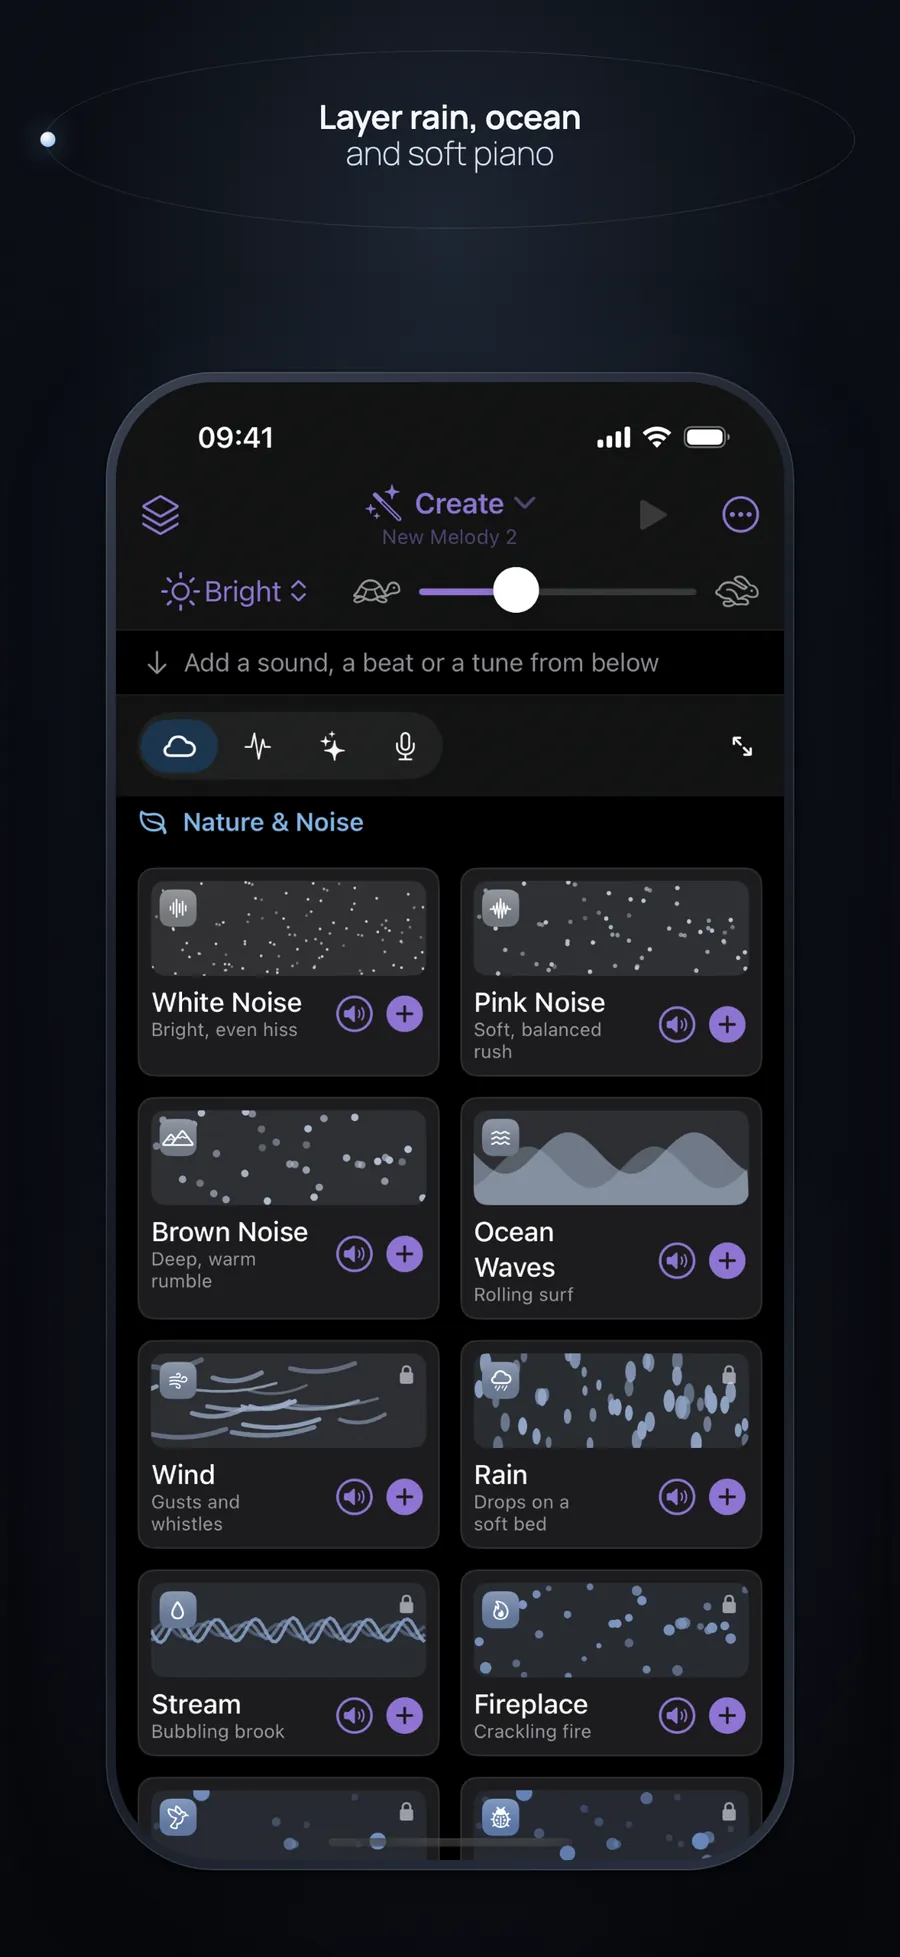 Layer rain, ocean
and soft piano
09:41
Create
New Melody 2
Bright
Add a sound, a beat or a tune from below
Nature & Noise
White Noise
Bright, even hiss
Pink Noise
Soft, balanced
rush
Brown Noise
Deep, warm
rumble
Ocean
Waves
Rolling surf
Wind
Gusts and
whistles
Rain
Drops on a
soft bed
Stream
Bubbling brook
Fireplace
Crackling fire